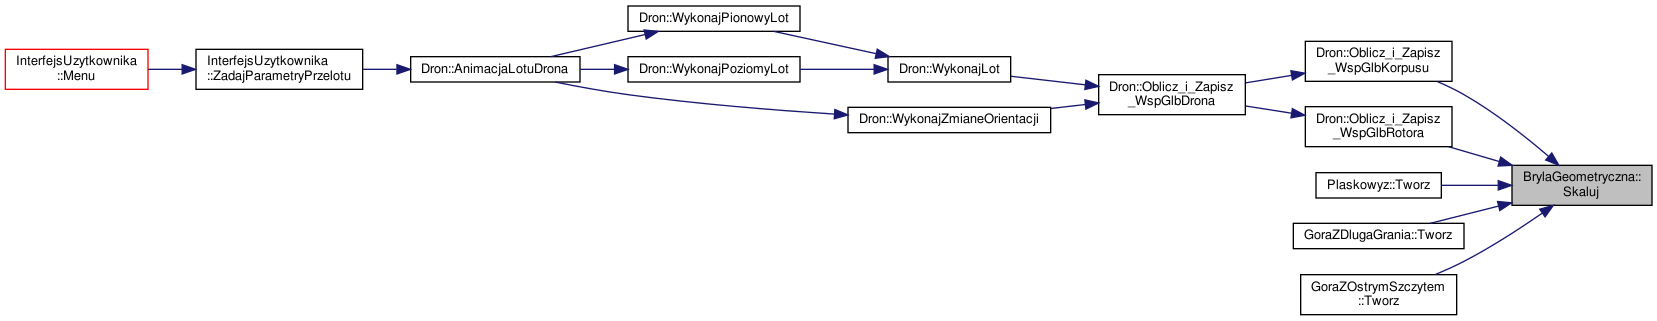 InterfejsUzytkownika
::Menu
InterfejsUzytkownika
::ZadajParametryPrzelotu
Dron::AnimacjaLotuDrona
Dron::WykonajPionowyLot
Dron::WykonajPoziomyLot
Dron::WykonajZmianeOrientacji
Dron::WykonajLot
Dron::Oblicz_i_Zapisz
_WspGlbDrona
Dron::Oblicz_i_Zapisz
_WspGlbKorpusu
Dron::Oblicz_i_Zapisz
_WspGlbRotora
Plaskowyz::Tworz
GoraZDlugaGrania::Tworz
GoraZOstrymSzczytem
::Tworz
BrylaGeometryczna::
Skaluj